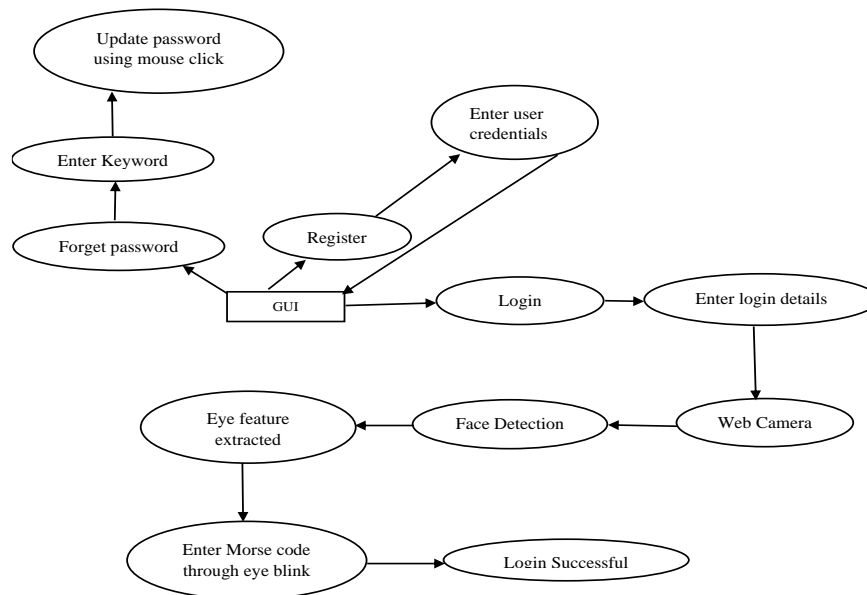 Update password
using mouse click
Enter user
credentials
Enter Keyword
Register
Forget password
GUI
Login
Enter login details
Eye feature
extracted
Face Detection
Web Camera
Enter Morse code
through eye blink
Login Successful